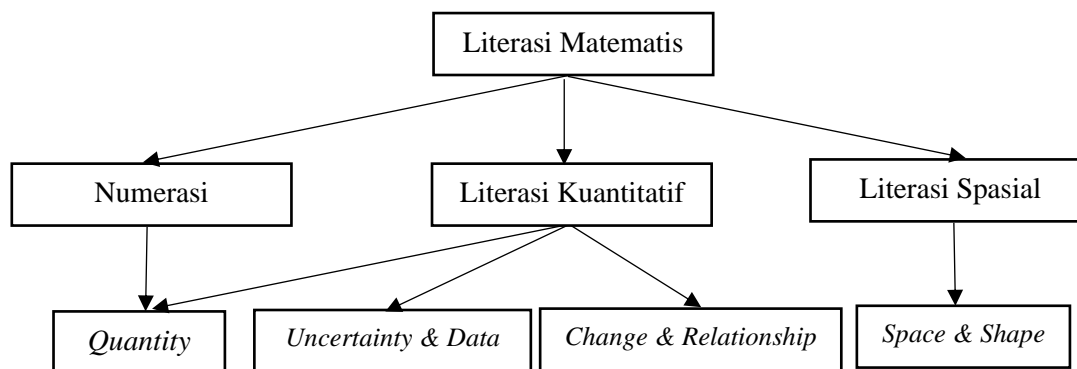 Literasi Matematis
Numerasi
Literasi Kuantitatif
Literasi Spasial
Quantity
Uncertainty & Data
Change & Relationship
Space & Shape